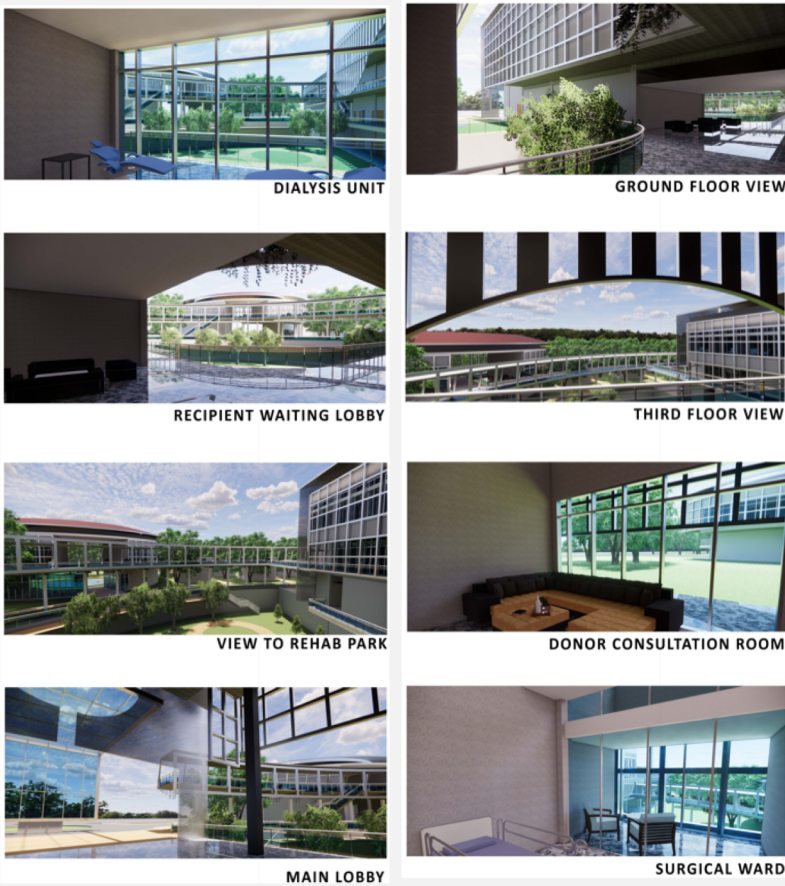 DIALYSIS UNIT
GROUND FLOOR VIEW
RECIPIENT WAITING LOBBY
THIRD FLOOR VIEW
VIEW TO REHAB PARK
DONOR CONSULTATION ROOM
MAIN LOBBY
SURGICAL WARD